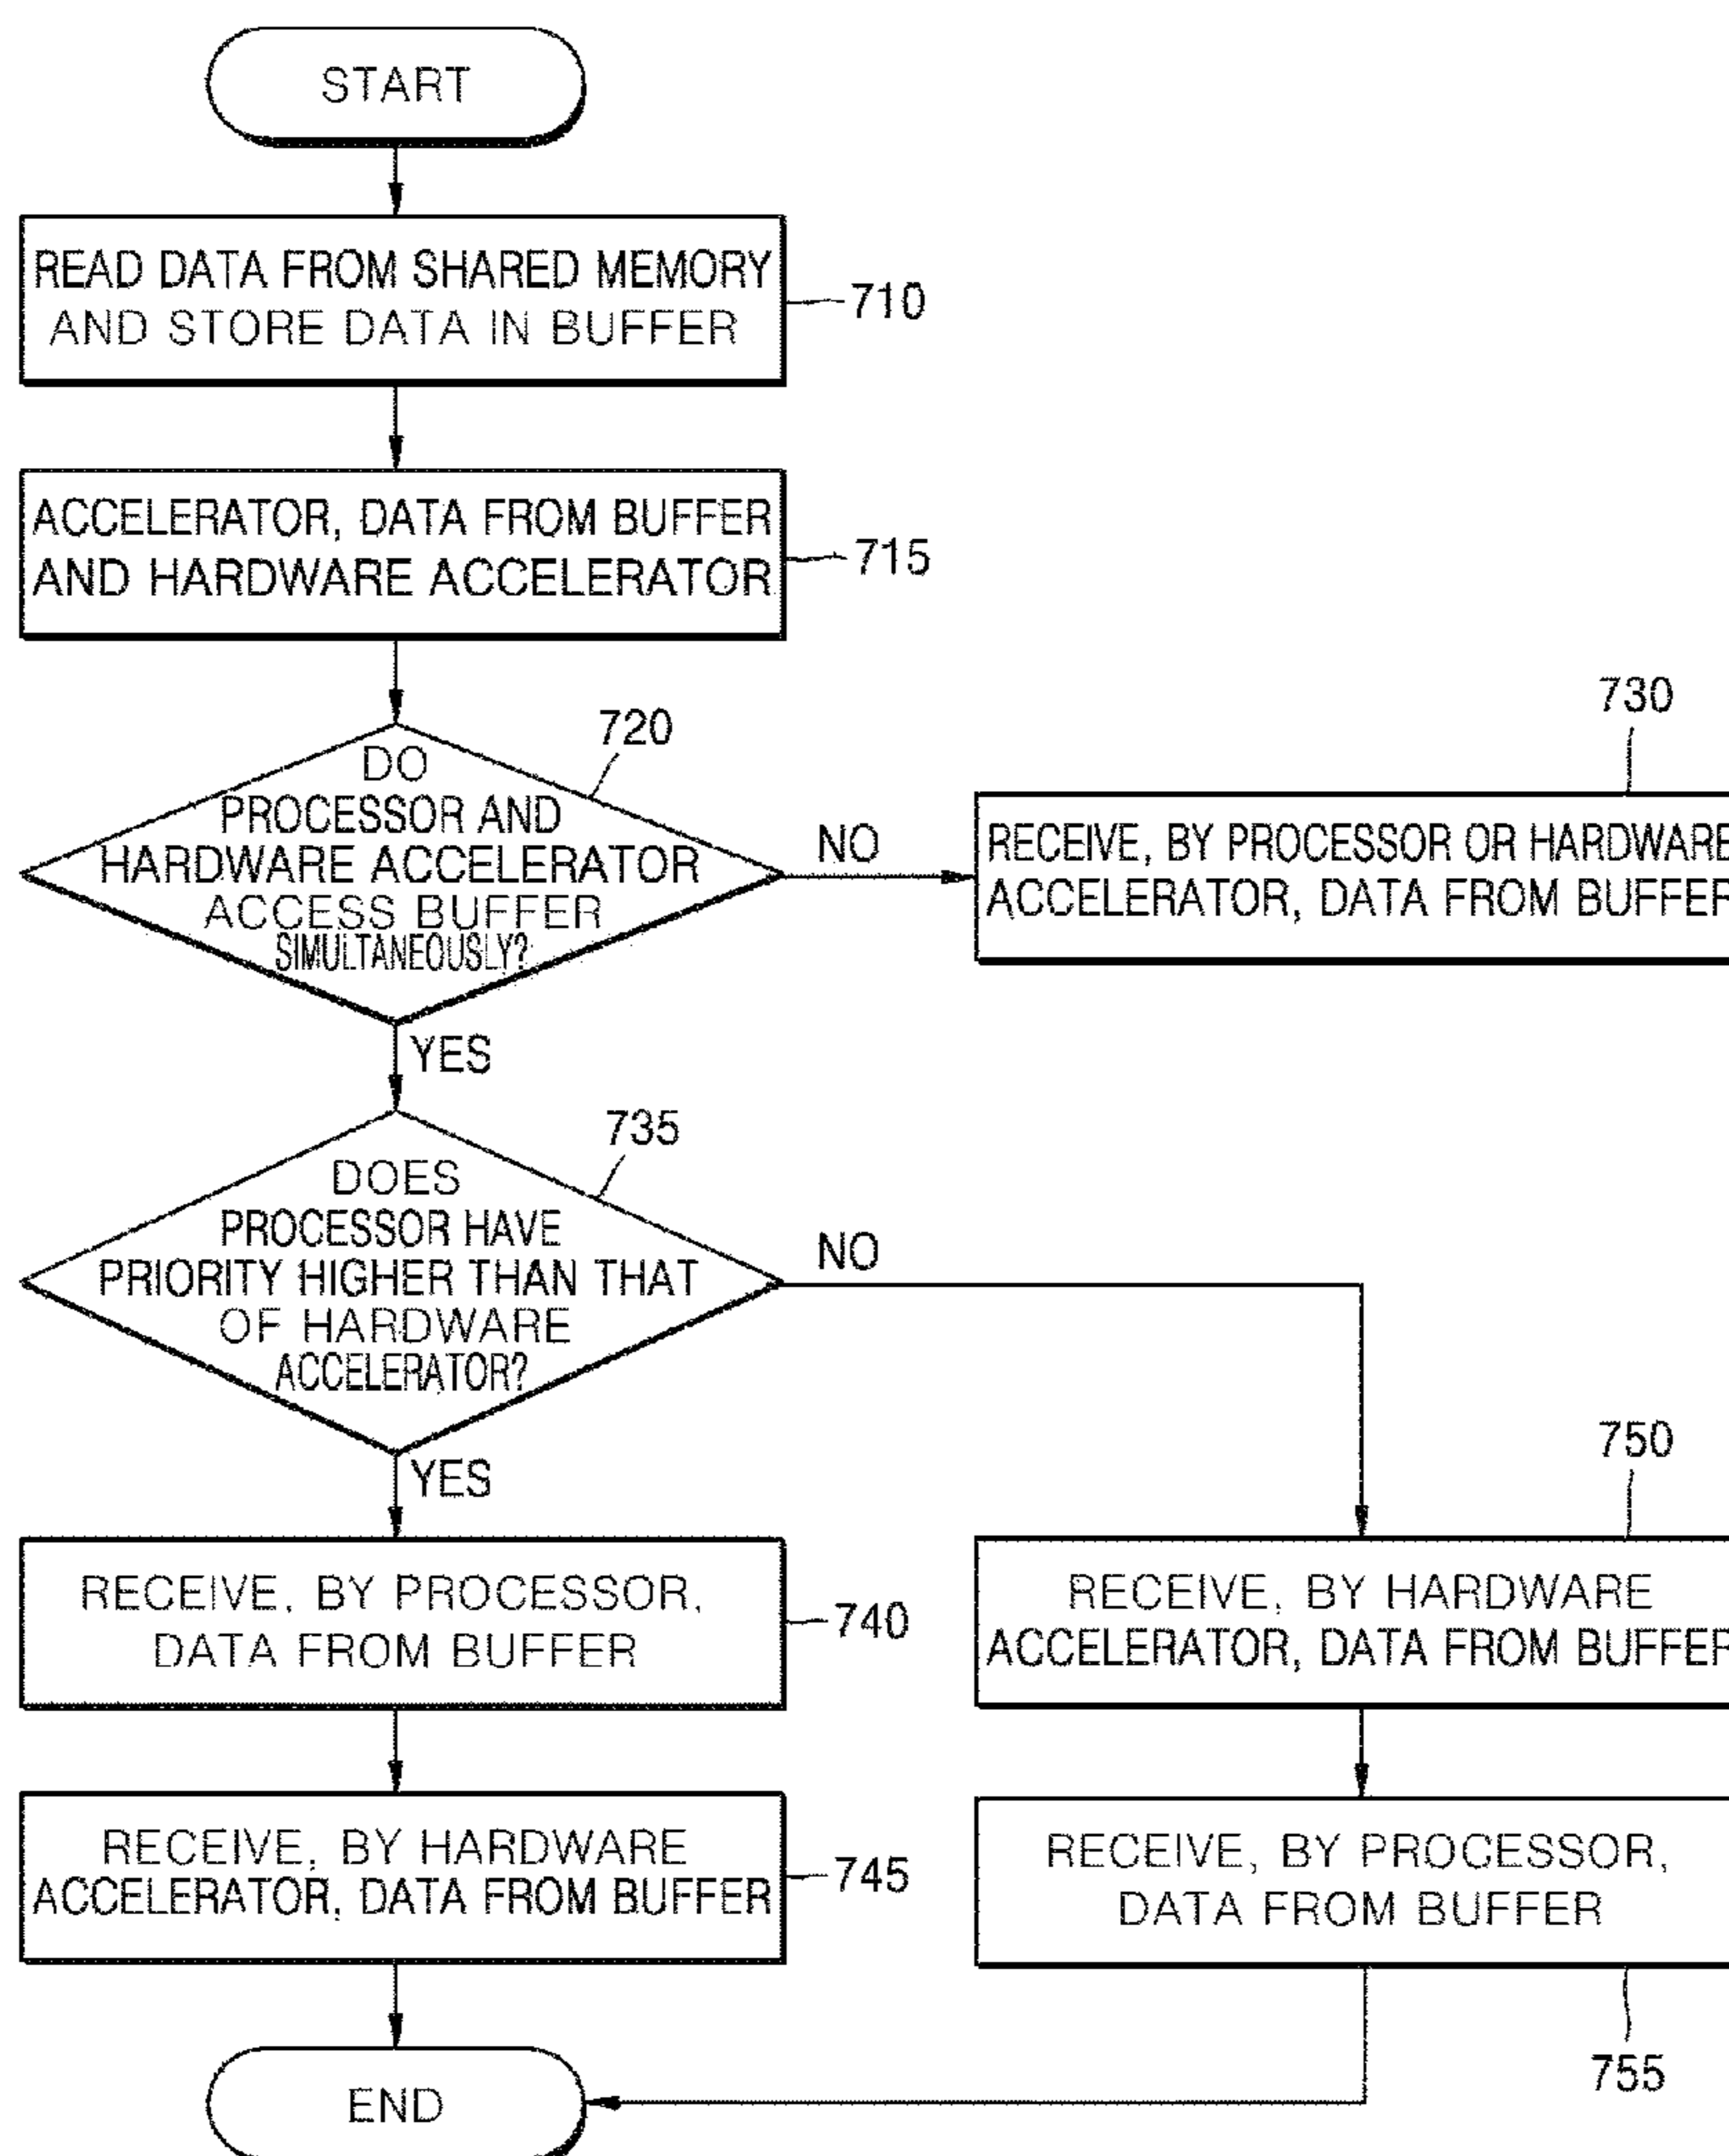 START
READ DATA FROM SHARED MEMORY
AND STORE DATA IN BUFFER
710
ACCELERATOR, DATA FROM BUFFER
AND HARDWARE ACCELERATOR
715
720
DO
PROCESSOR AND
HARDWARE ACCELERATOR
ACCESS BUFFER
SIMULTANEOUSLY?
NO
730
RECEIVE, BY PROCESSOR OR HARDWARE
ACCELERATOR, DATA FROM BUFFER
YES
735
DOES
PROCESSOR HAVE
PRIORITY HIGHER THAN THAT
OF HARDWARE
ACCELERATOR?
NO
YES
RECEIVE, BY PROCESSOR,
DATA FROM BUFFER
740
750
RECEIVE, BY HARDWARE
ACCELERATOR, DATA FROM BUFFER
RECEIVE, BY HARDWARE
ACCELERATOR, DATA FROM BUFFER
745
RECEIVE, BY PROCESSOR,
DATA FROM BUFFER
755
END